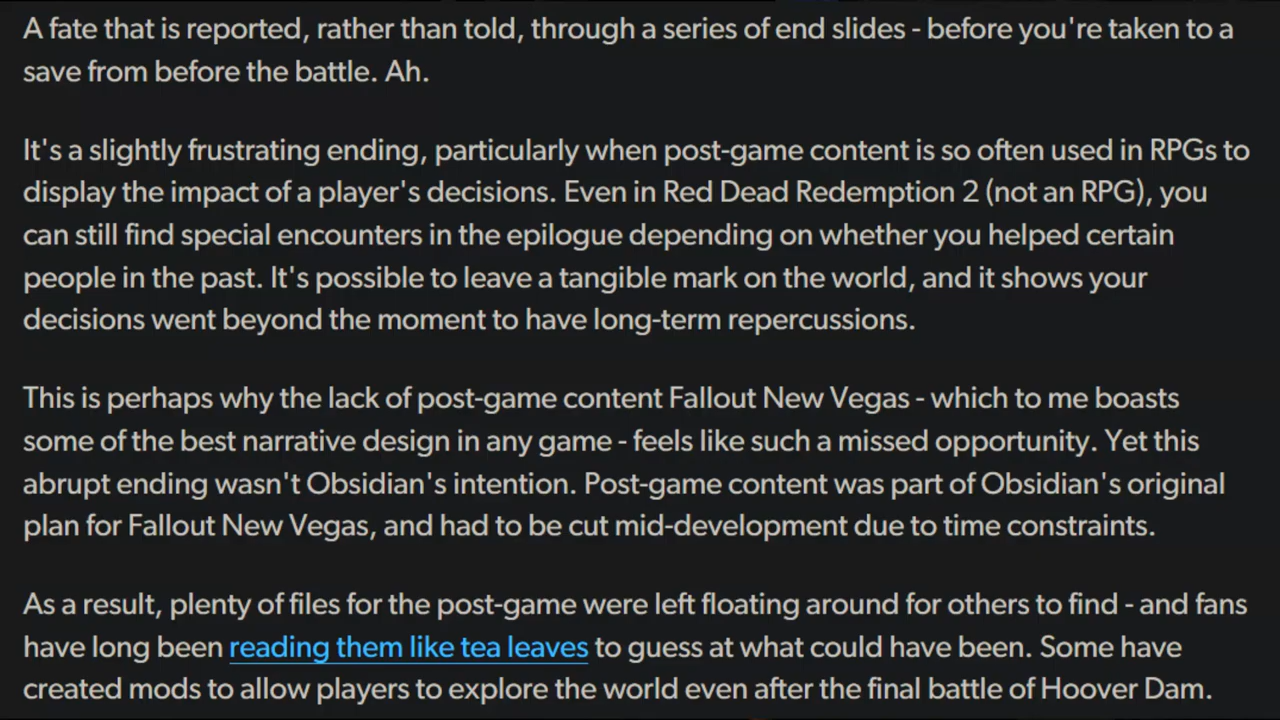 A fate that is reported, rather than told, through a series of end slides - before you're taken to a
save from before the battle. Ah.
It's a slightly frustrating ending, particularly when post-game content is so often used in RPGs to
display the impact of a player's decisions. Even in Red Dead Redemption 2 (not an RPG), you
can still find special encounters in the epilogue depending on whether you helped certain
people in the past. It's possible to leave a tangible mark on the world, and it shows your
decisions went beyond the moment to have long-term repercussions.
This is perhaps why the lack of post-game content Fallout New Vegas - which to me boasts
some of the best narrative design in any game - feels like such a missed opportunity. Yet this
abrupt ending wasn't Obsidian's intention. Post-game content was part of Obsidian's original
plan for Fallout New Vegas, and had to be cut mid-development due to time constraints.
As a result, plenty of files for the post-game were left floating around for others to find - and fans
have long been reading them like tea leaves to guess at what could have been. Some have
created mods to allow players to explore the world even after the final battle of Hoover Dam.